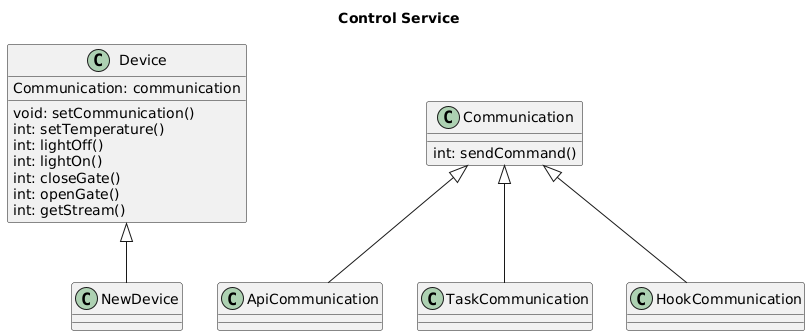 Control Service
C Device
Communication: communication
void: setCommunication()
int: setTemperature()
int: lightOff()
int: lightOn()
int: closeGate()
int: openGate()
int: getStream()
C Communication
int: sendCommand()
C NewDevice
C ApiCommunication
C TaskCommunication
C HookCommunication